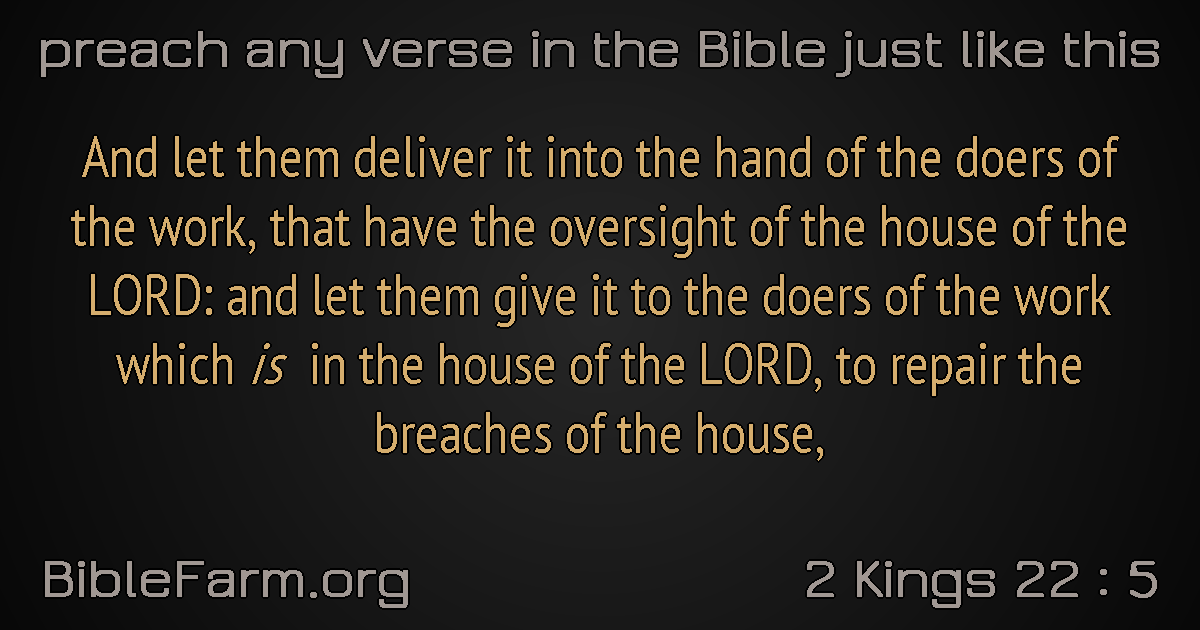 preach any verse in the Bible just like this
And let them deliver it into the hand of the doers of
the work, that have the oversight of the house of the
LORD: and let them give it to the doers of the work
which is in the house of the LORD, to repair the
breaches of the house,
BibleFarm.org
2 Kings 22 : 5